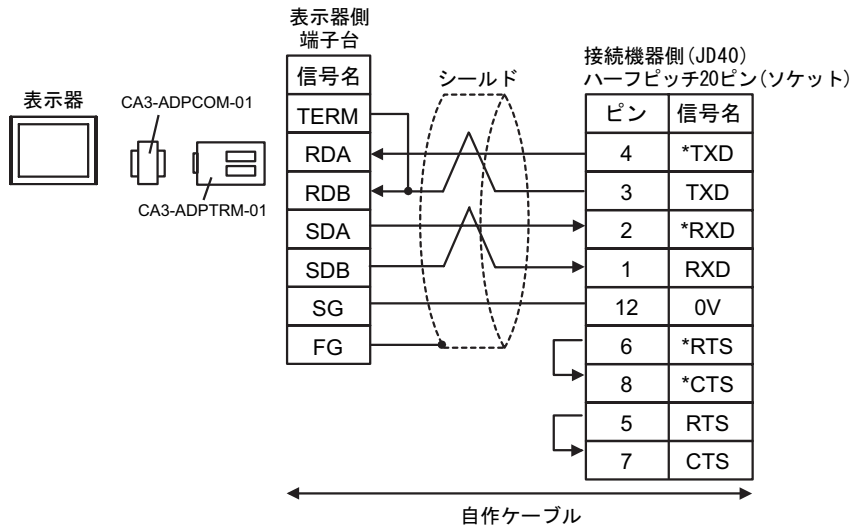 表示器
CA3-ADPCOM-01
CA3-ADPTRM-01
表示器側
端子台
信号名
TERM
RDA
RDB
SDA
SDB
SG
FG
シールド
接続機器側(JD40)
ハーフピッチ20ピン(ソケット)
ピン 信号名
4 *TXD
3 TXD
2 *RXD
1 RXD
12 0V
6 *RTS
8 *CTS
5 RTS
7 CTS
自作ケーブル